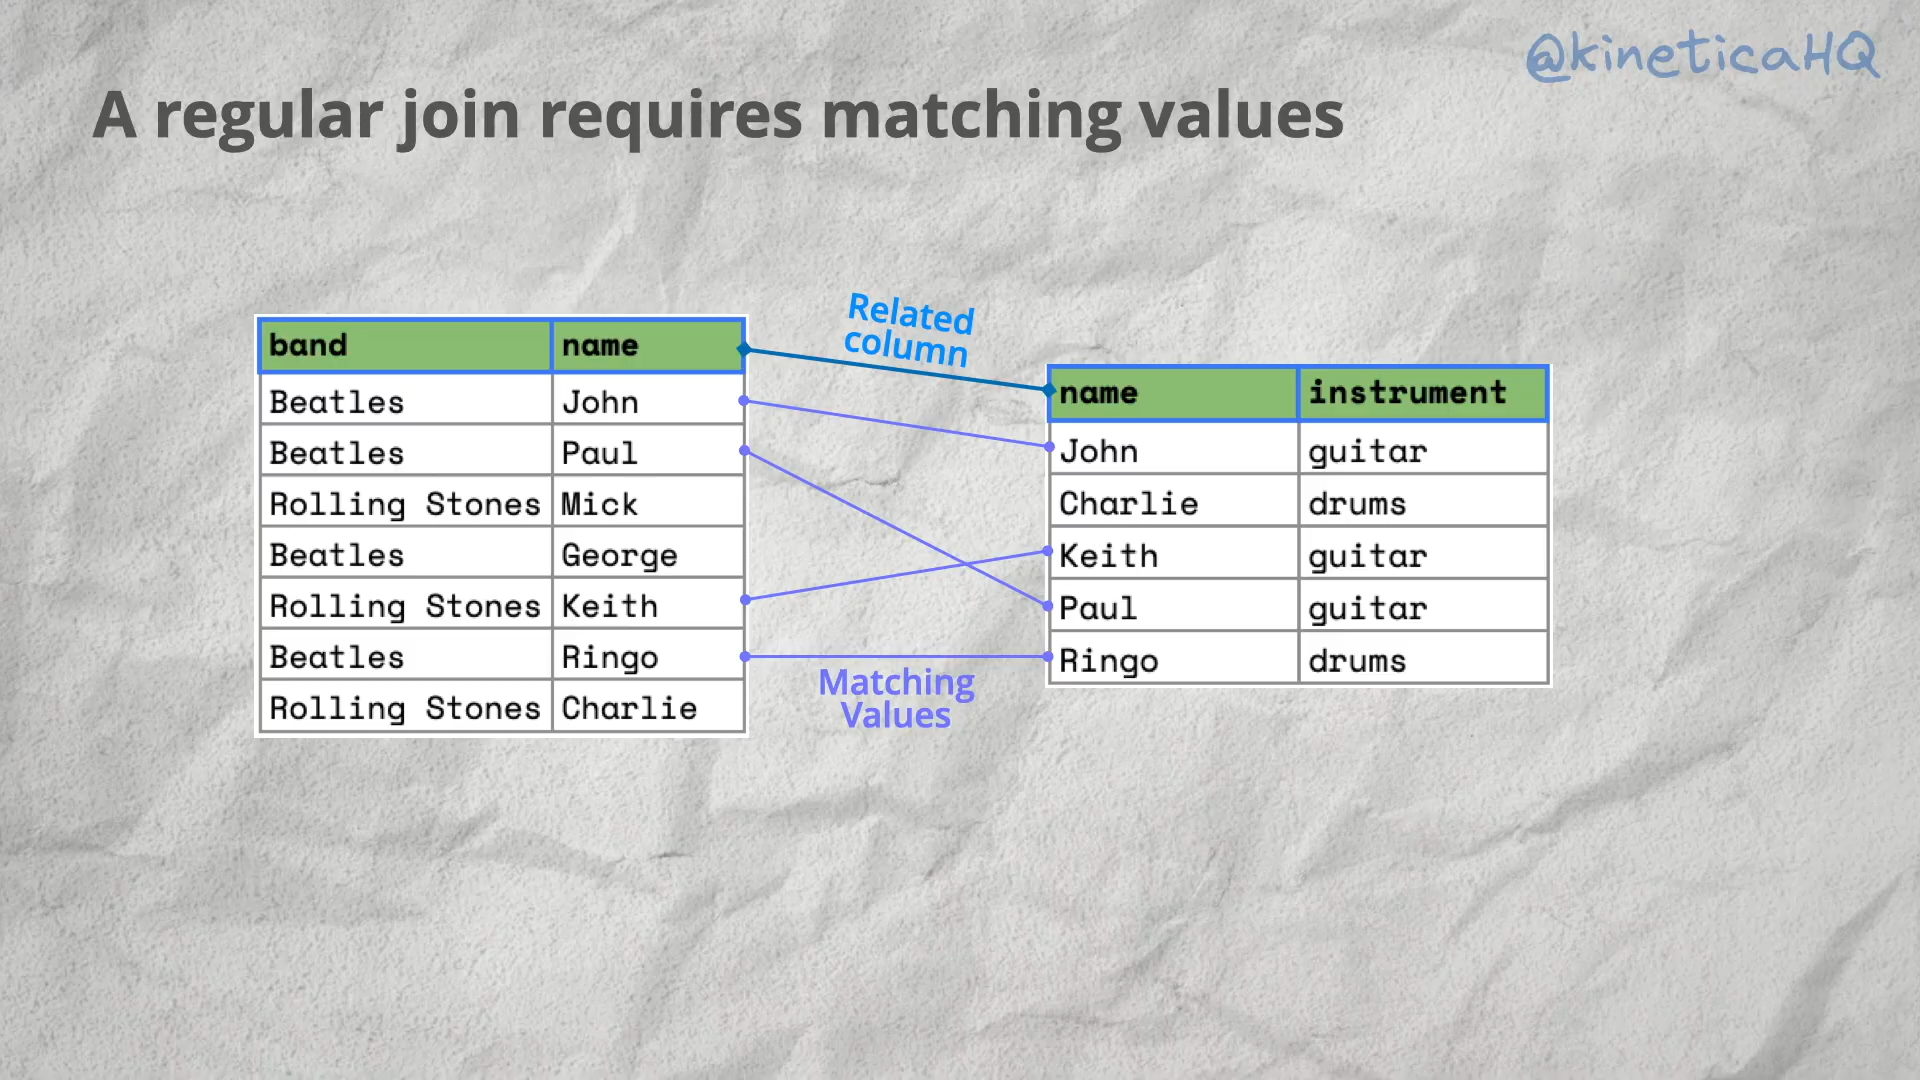 @kineticaHQ
A regular join requires matching values
Related
column
band name
Beatles John
Beatles Paul
Rolling Stones Mick
Beatles George
Rolling Stones Keith
Beatles Ringo
Rolling Stones Charlie
name instrument
John guitar
Charlie drums
Keith guitar
Paul guitar
Ringo drums
Matching
Values